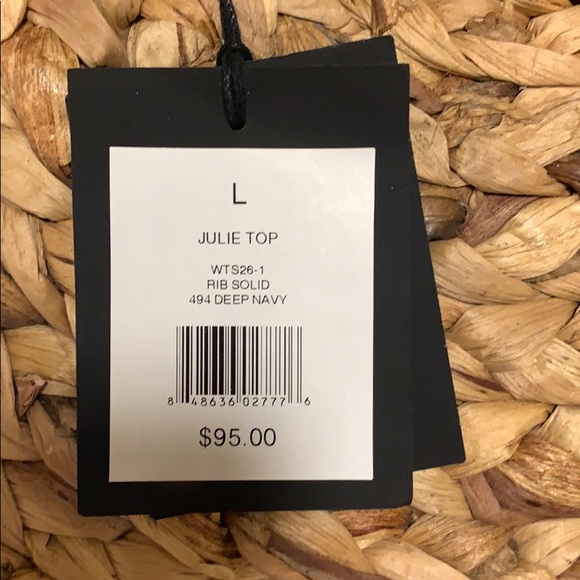 L
JULIE TOP
WTS26-1
RIB SOLID
494 DEEP NAVY
8 48636 02777 6
$95.00